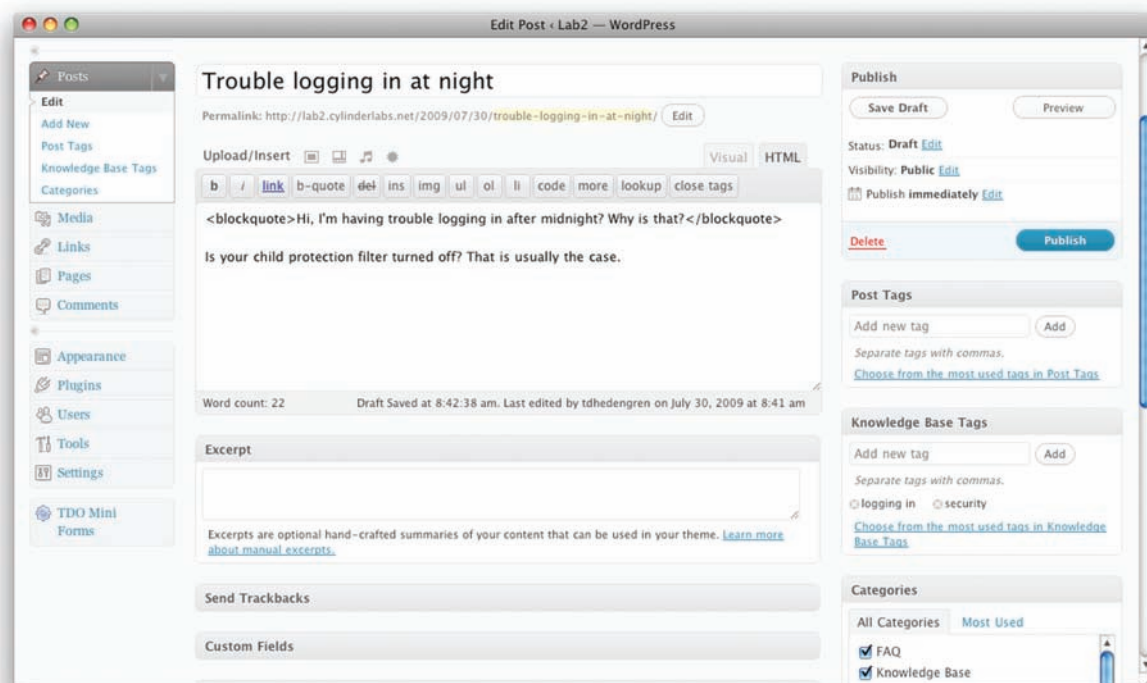 Edit Post ‹ Lab2 — WordPress
Posts
Edit
Add New
Post Tags
Knowledge Base Tags
Categories
Media
Links
Pages
Comments
Appearance
Plugins
Users
Tools
Settings
TDO Mini
Forms
Trouble logging in at night
Permalink: http://lab2.cylinderlabs.net/2009/07/30/trouble-logging-in-at-night/ Edit
Upload/Insert
Visual HTML
b i link b-quote del ins img ul ol li code more lookup close tags
<blockquote>Hi, I'm having trouble logging in after midnight? Why is that?</blockquote>
Is your child protection filter turned off? That is usually the case.
Word count: 22 Draft Saved at 8:42:38 am. Last edited by tdhedengren on July 30, 2009 at 8:41 am
Excerpt
Excerpts are optional hand-crafted summaries of your content that can be used in your theme. Learn more
about manual excerpts.
Send Trackbacks
Custom Fields
Publish
Save Draft Preview
Status: Draft Edit
Visibility: Public Edit
Publish immediately Edit
Delete Publish
Post Tags
Add new tag Add
Separate tags with commas.
Choose from the most used tags in Post Tags
Knowledge Base Tags
Add new tag Add
Separate tags with commas.
logging in security
Choose from the most used tags in Knowledge
Base Tags
Categories
All Categories Most Used
FAQ
Knowledge Base